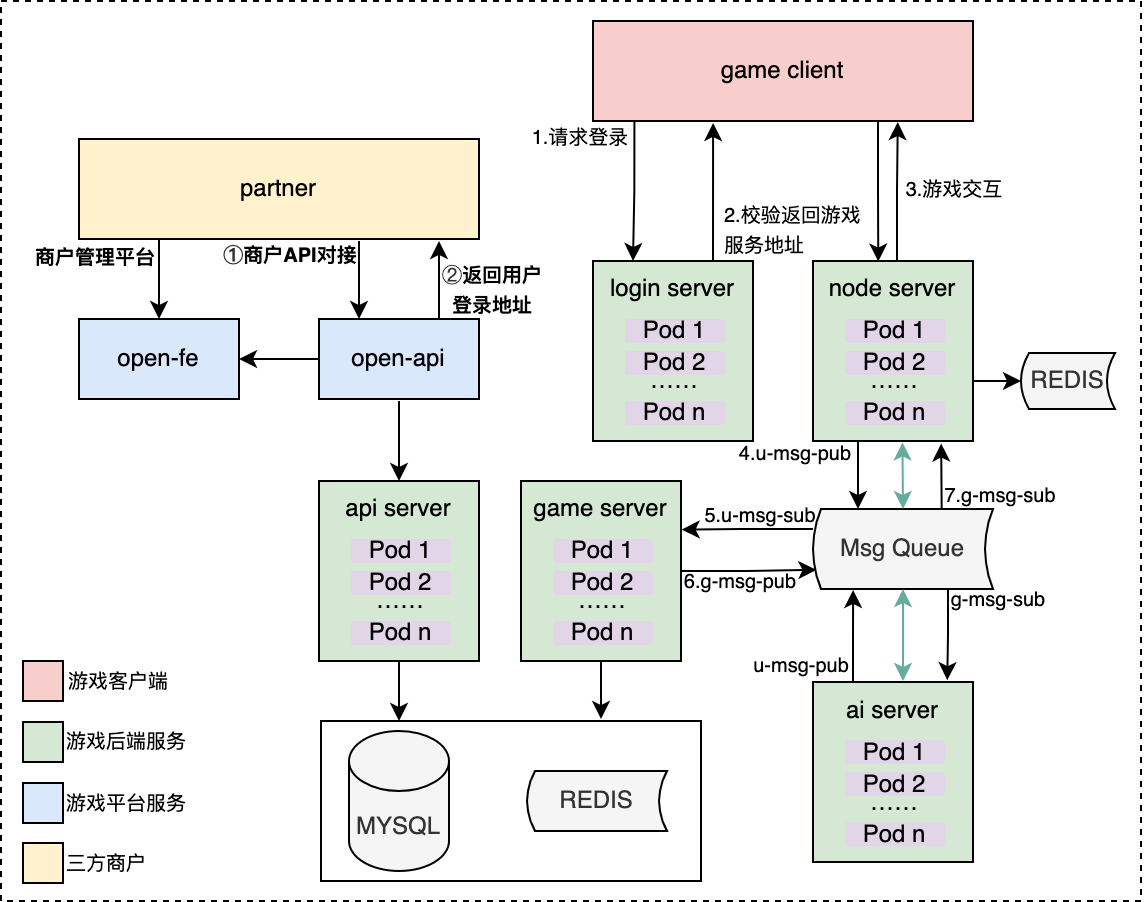 game client
1.请求登录
2.校验返回游戏
服务地址
3.游戏交互
partner
商户管理平台
①商户API对接
②返回用户
登录地址
open-fe
open-api
login server
Pod 1
Pod 2
······
Pod n
node server
Pod 1
Pod 2
······
Pod n
REDIS
4.u-msg-pub
7.g-msg-sub
api server
Pod 1
Pod 2
······
Pod n
game server
Pod 1
Pod 2
······
Pod n
5.u-msg-sub
6.g-msg-pub
Msg Queue
u-msg-pub
g-msg-sub
ai server
Pod 1
Pod 2
······
Pod n
MYSQL
REDIS
游戏客户端
游戏后端服务
游戏平台服务
三方商户